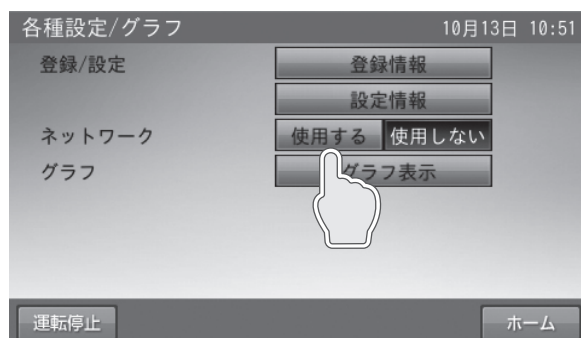 各種設定/グラフ 10月13日 10:51
登録/設定 登録情報
設定情報
ネットワーク 使用する 使用しない
グラフ グラフ表示
運転停止 ホーム